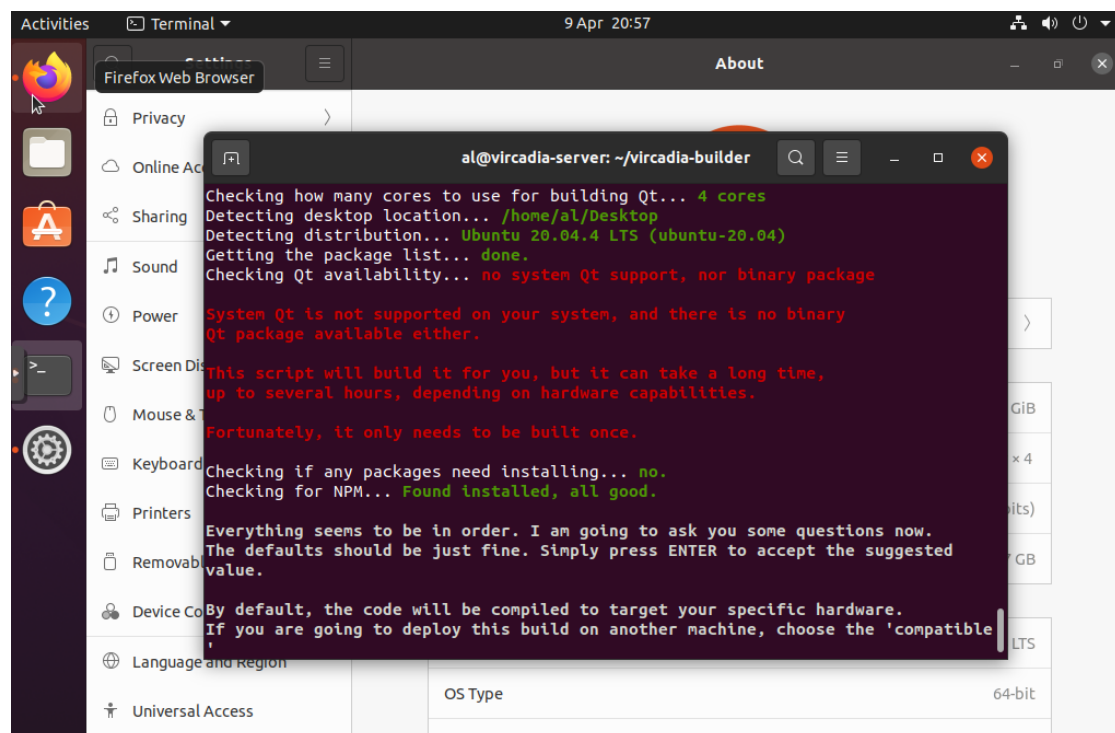 Activities
Terminal
9 Apr 20:57
Settings
About
Firefox Web Browser
Privacy
Online Acc
Sharing
Sound
Power
Screen Dis
Mouse & T
Keyboard
Printers
Removabl
Device Co
Language and Region
Universal Access
al@vircadia-server: ~/vircadia-builder
Checking how many cores to use for building Qt... 4 cores
Detecting desktop location... /home/al/Desktop
Detecting distribution... Ubuntu 20.04.4 LTS (ubuntu-20.04)
Getting the package list... done.
Checking Qt availability... no system Qt support, nor binary package
System Qt is not supported on your system, and there is no binary
Qt package available either.
This script will build it for you, but it can take a long time,
up to several hours, depending on hardware capabilities.
Fortunately, it only needs to be built once.
Checking if any packages need installing... no.
Checking for NPM... Found installed, all good.
Everything seems to be in order. I am going to ask you some questions now.
The defaults should be just fine. Simply press ENTER to accept the suggested
value.
By default, the code will be compiled to target your specific hardware.
If you are going to deploy this build on another machine, choose the 'compatible
'
GiB
× 4
bits)
GB
LTS
OS Type
64-bit